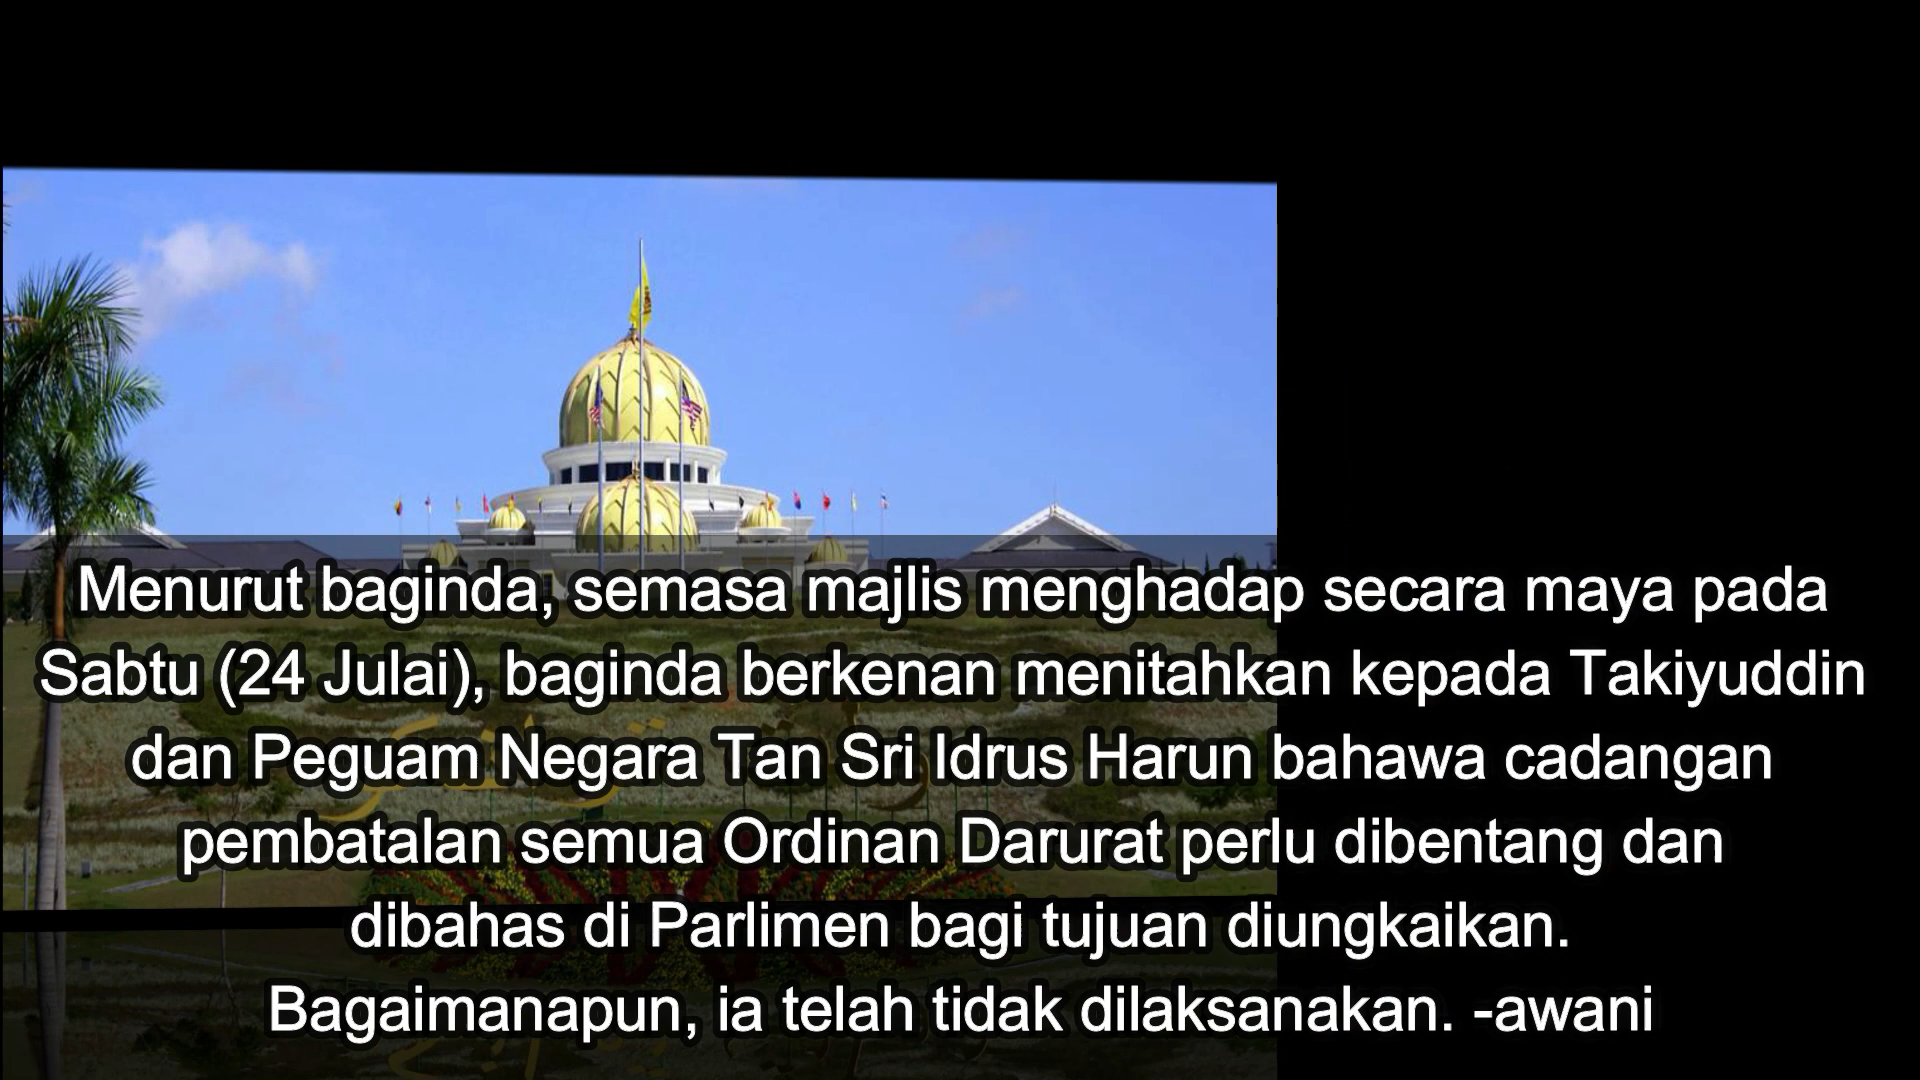 Menurut baginda, semasa majlis menghadap secara maya pada
Sabtu (24 Julai), baginda berkenan menitahkan kepada Takiyuddin
dan Peguam Negara Tan Sri Idrus Harun bahawa cadangan
pembatalan semua Ordinan Darurat perlu dibentang dan
dibahas di Parlimen bagi tujuan diungkaikan.
Bagaimanapun, ia telah tidak dilaksanakan. -awani